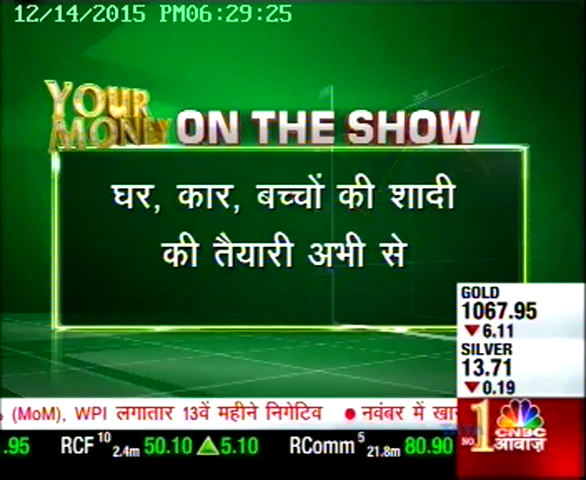 12/14/2015 PM06:29:25
YOUR MONEY ON THE SHOW
घर, कार, बच्चों की शादी
की तैयारी अभी से
GOLD
1067.95
▼6.11
SILVER
13.71
▼0.19
(MoM), WPI लगातार 13वें महीने निगेटिव ● नवंबर में
.95 RCF 10 2.4m 50.10 ▲5.10 RComm 5 21.8m 80.90
NO. 1 CNBC आवाज़